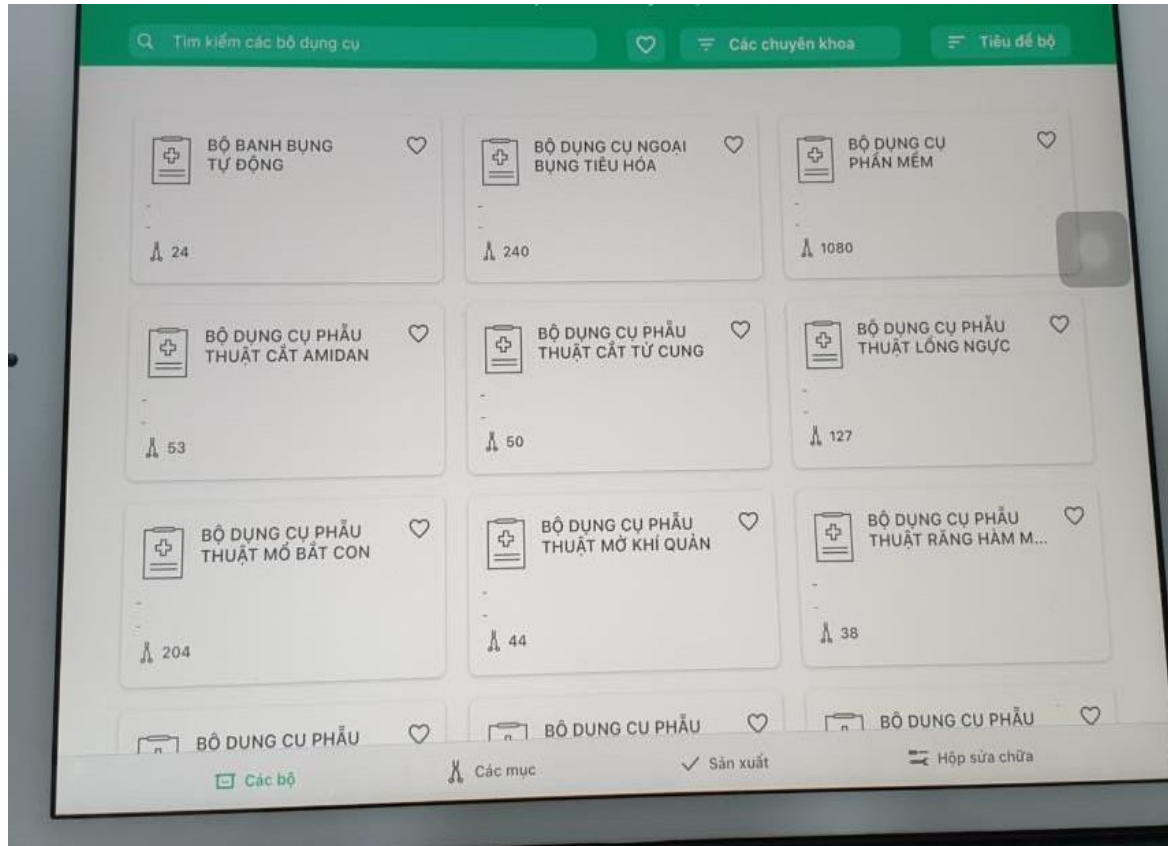 Tìm kiếm các bộ dụng cụ
Các chuyên khoa
Tiêu đề bộ
BỘ BANH BỤNG
TỰ ĐỘNG
-
-
24
BỘ DỤNG CỤ NGOẠI
BỤNG TIÊU HÓA
-
-
240
BỘ DỤNG CỤ
PHẦN MỀM
-
-
1080
BỘ DỤNG CỤ PHẪU
THUẬT CẮT AMIDAN
-
-
53
BỘ DỤNG CỤ PHẪU
THUẬT CẮT TỬ CUNG
-
-
50
BỘ DỤNG CỤ PHẪU
THUẬT LỒNG NGỰC
-
-
127
BỘ DỤNG CỤ PHẪU
THUẬT MỔ BẮT CON
-
-
204
BỘ DỤNG CỤ PHẪU
THUẬT MỞ KHÍ QUẢN
-
-
44
BỘ DỤNG CỤ PHẪU
THUẬT RĂNG HÀM M...
-
-
38
BỘ DỤNG CỤ PHẪU
BỘ DỤNG CỤ PHẪU
BỘ DỤNG CỤ PHẪU
Các bộ
Các mục
Sản xuất
Hộp sửa chữa